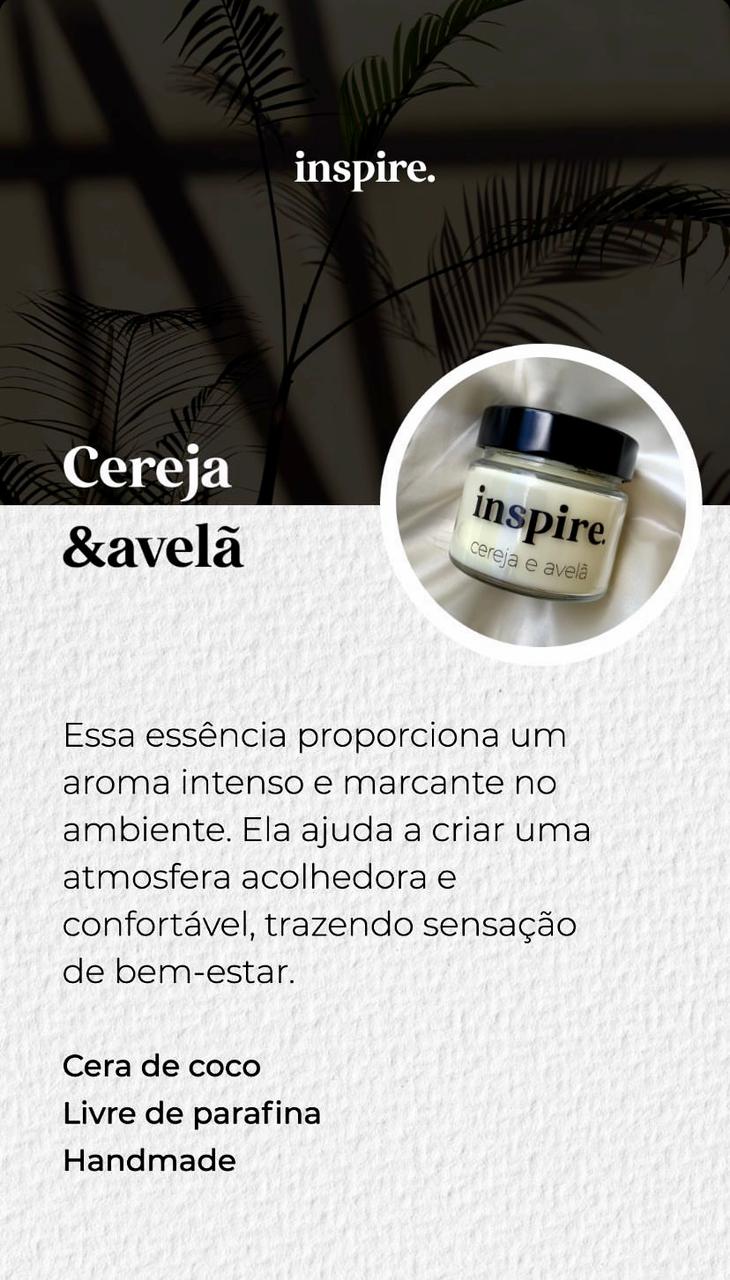 inspire.
Cereja
&avelã
inspire.
cereja e avelã
Essa essência proporciona um
aroma intenso e marcante no
ambiente. Ela ajuda a criar uma
atmosfera acolhedora e
confortável, trazendo sensação
de bem-estar.
Cera de coco
Livre de parafina
Handmade